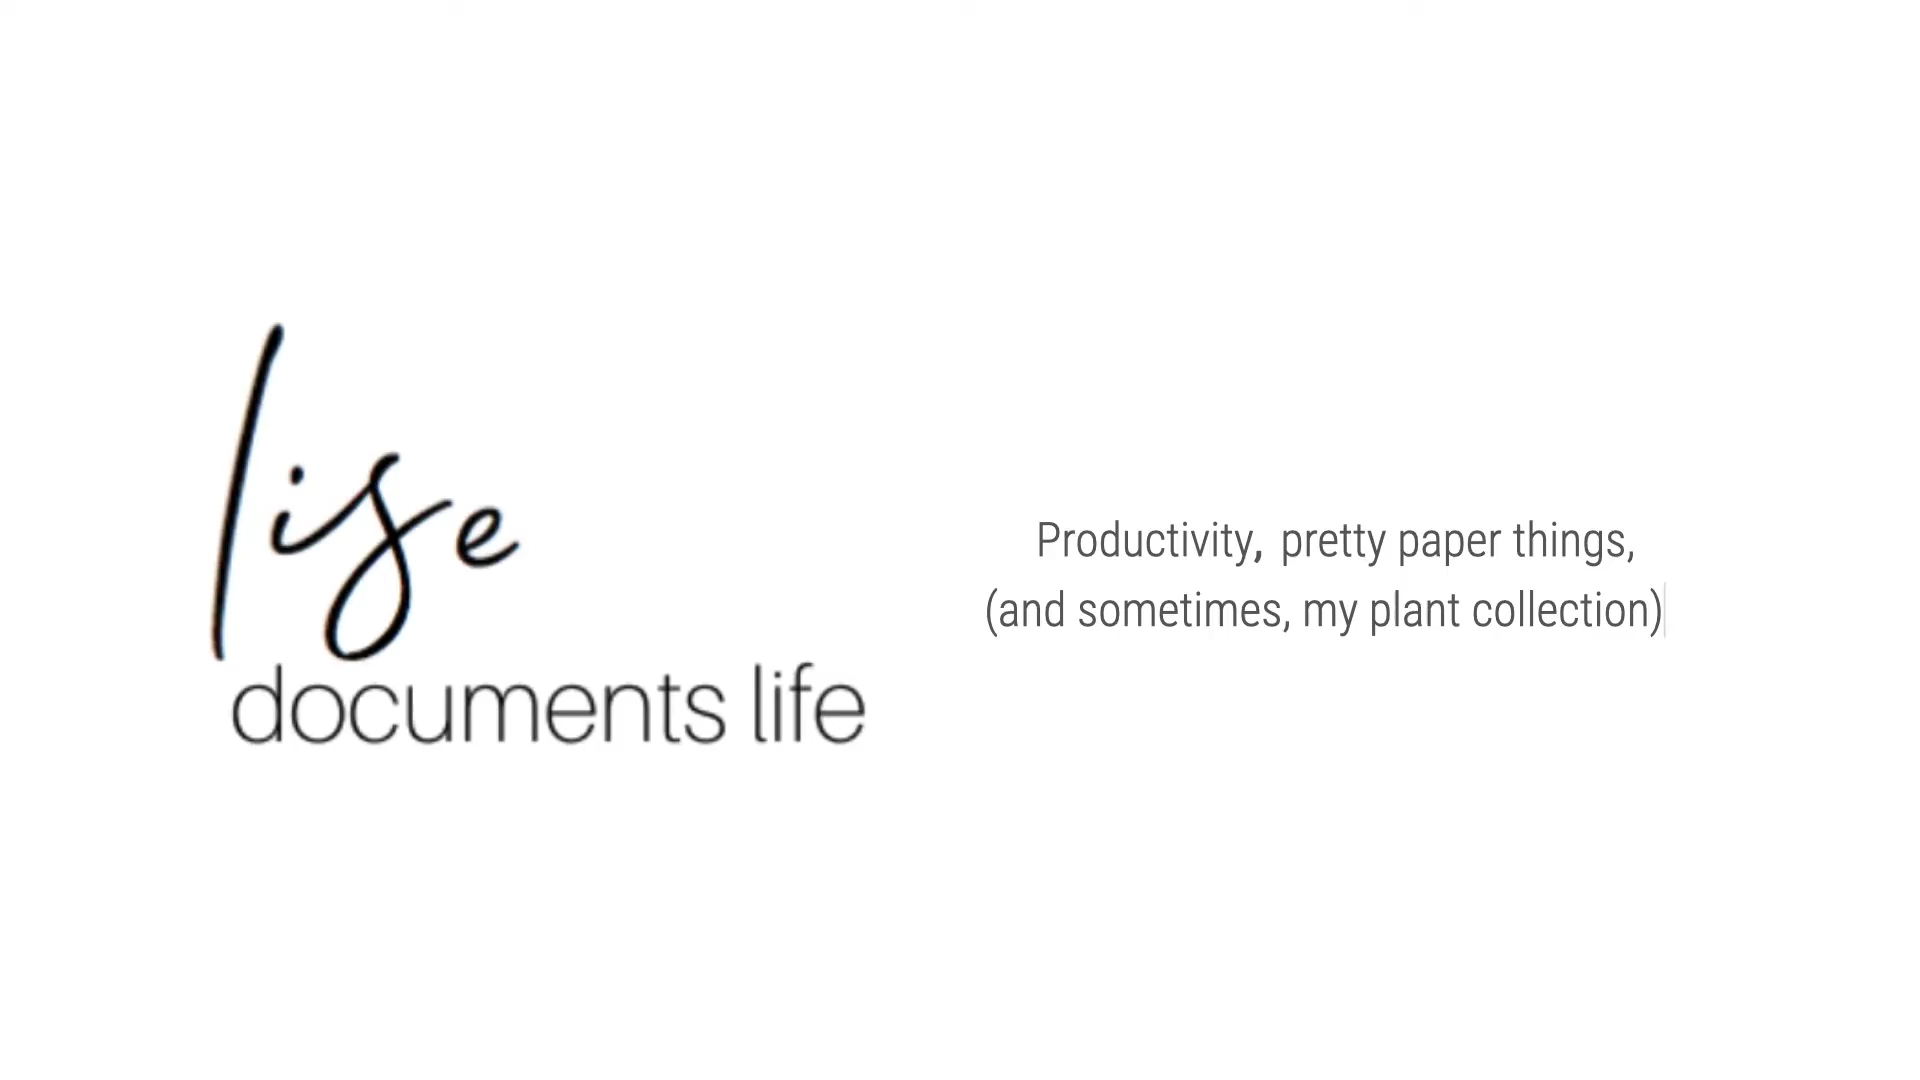 lise
documents life
Productivity, pretty paper things,
(and sometimes, my plant collection)